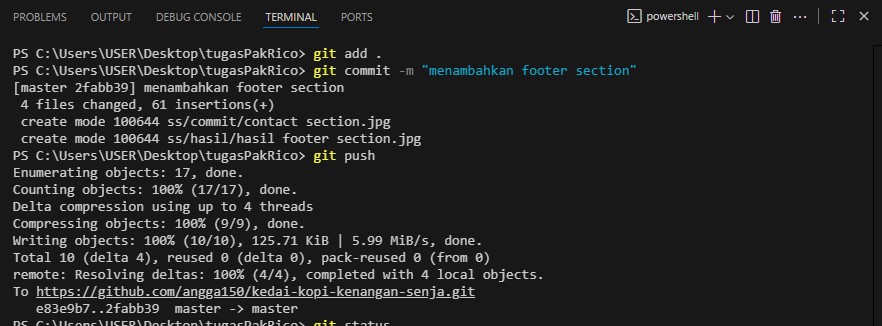 PROBLEMS OUTPUT DEBUG CONSOLE TERMINAL PORTS powershell
PS C:\Users\USER\Desktop\tugasPakRico> git add .
PS C:\Users\USER\Desktop\tugasPakRico> git commit -m "menambahkan footer section"
[master 2fabb39] menambahkan footer section
 4 files changed, 61 insertions(+)
 create mode 100644 ss/commit/contact section.jpg
 create mode 100644 ss/hasil/hasil footer section.jpg
PS C:\Users\USER\Desktop\tugasPakRico> git push
Enumerating objects: 17, done.
Counting objects: 100% (17/17), done.
Delta compression using up to 4 threads
Compressing objects: 100% (9/9), done.
Writing objects: 100% (10/10), 125.71 KiB | 5.99 MiB/s, done.
Total 10 (delta 4), reused 0 (delta 0), pack-reused 0 (from 0)
remote: Resolving deltas: 100% (4/4), completed with 4 local objects.
To https://github.com/angga150/kedai-kopi-kenangan-senja.git
   e83e9b7..2fabb39  master -> master
PS C:\Users\USER\Desktop\tugasPakRico> git status